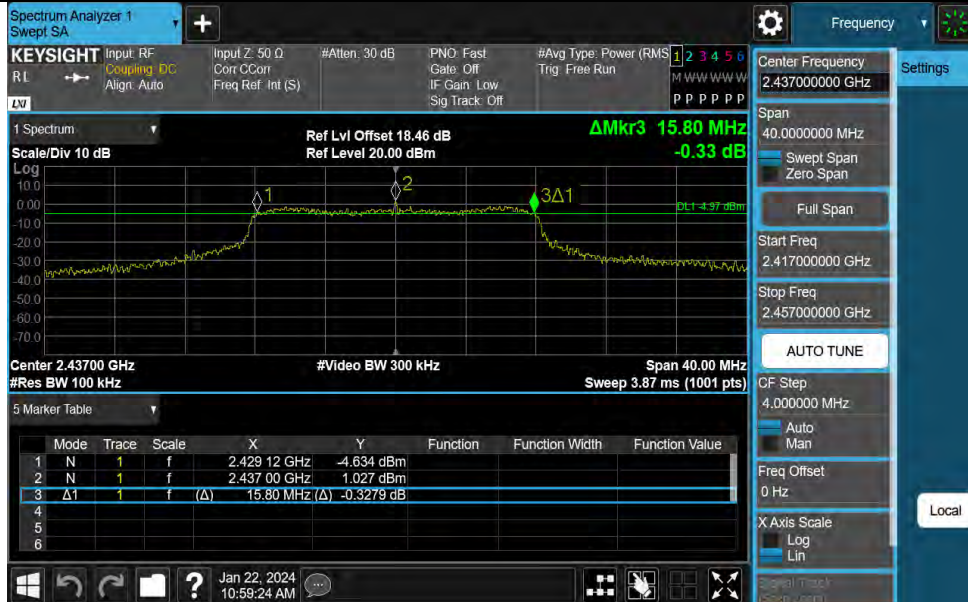 Spectrum Analyzer 1
Swept SA
Frequency
KEYSIGHT
RL
LXI
Input: RF
Coupling: DC
Align: Auto
Input Z: 50 Ω
Corr CCorr
Freq Ref: Int (S)
#Atten: 30 dB
PNO: Fast
Gate: Off
IF Gain: Low
Sig Track: Off
#Avg Type: Power (RMS
Trig: Free Run
1 2 3 4 5 6
M W W W W W
P P P P P P
1 Spectrum
Scale/Div 10 dB
Ref Lvl Offset 18.46 dB
Ref Level 20.00 dBm
ΔMkr3 15.80 MHz
-0.33 dB
Log
10.0
0.00
-10.0
-20.0
-30.0
-40.0
-50.0
-60.0
-70.0
1
2
3Δ1
DL1 -4.97 dBm
Center 2.43700 GHz
#Video BW 300 kHz
Span 40.00 MHz
#Res BW 100 kHz
Sweep 3.87 ms (1001 pts)
5 Marker Table
Mode Trace Scale X Y Function Function Width Function Value
1 N 1 f 2.429 12 GHz -4.634 dBm
2 N 1 f 2.437 00 GHz 1.027 dBm
3 Δ1 1 f (Δ) 15.80 MHz (Δ) -0.3279 dB
4
5
6
Jan 22, 2024
10:59:24 AM
Center Frequency
2.437000000 GHz
Span
40.0000000 MHz
Swept Span
Zero Span
Full Span
Start Freq
2.417000000 GHz
Stop Freq
2.457000000 GHz
AUTO TUNE
CF Step
4.000000 MHz
Auto
Man
Freq Offset
0 Hz
X Axis Scale
Log
Lin
Signal Track
(Span Zoom)
Settings
Local